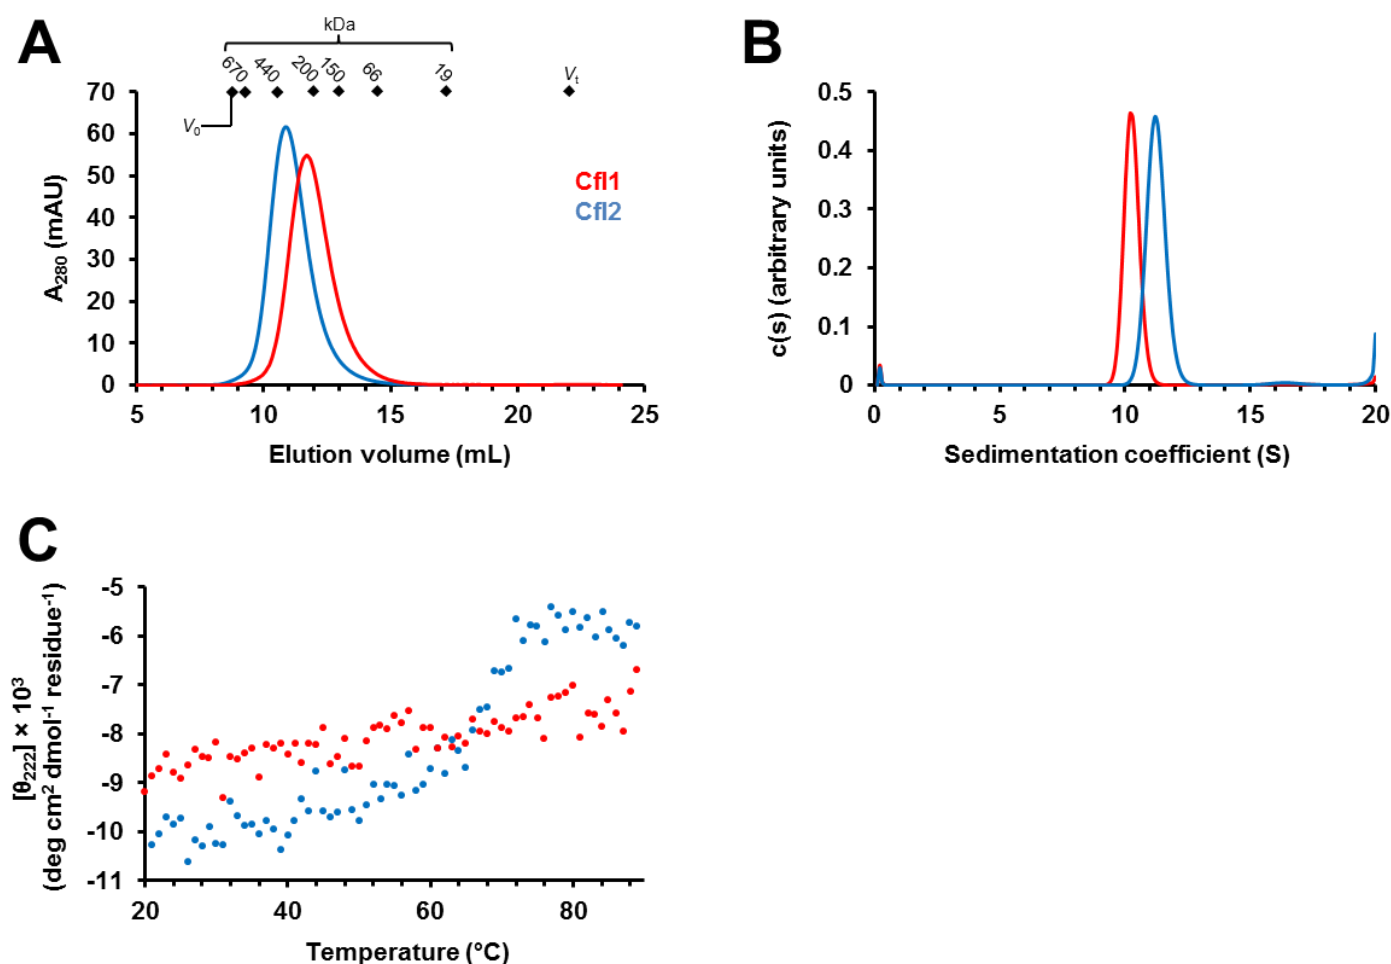 A
kDa
670 440 200 150 66 19 Vt
V0
70
60
50
40
30
20
10
0
5 10 15 20 25
A280 (mAU)
Elution volume (mL)
Cfl1
Cfl2
B
0.5
0.4
0.3
0.2
0.1
0
0 5 10 15 20
c(s) (arbitrary units)
Sedimentation coefficient (S)
C
-5
-6
-7
-8
-9
-10
-11
20 40 60 80
[θ222] × 10³
(deg cm² dmol⁻¹ residue⁻¹)
Temperature (°C)